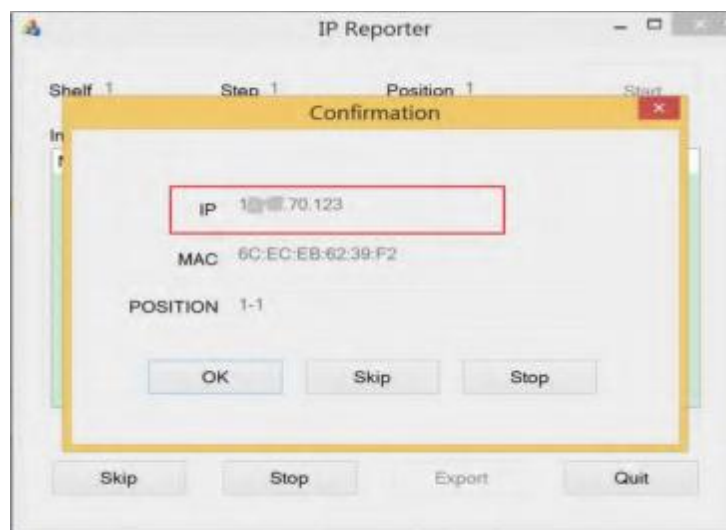 IP Reporter
Shelf 1 Step 1 Position 1 Start
Confirmation
In
IP .70.123
MAC 6C:EC:EB:62:39:F2
POSITION 1-1
OK Skip Stop
Skip Stop Export Quit